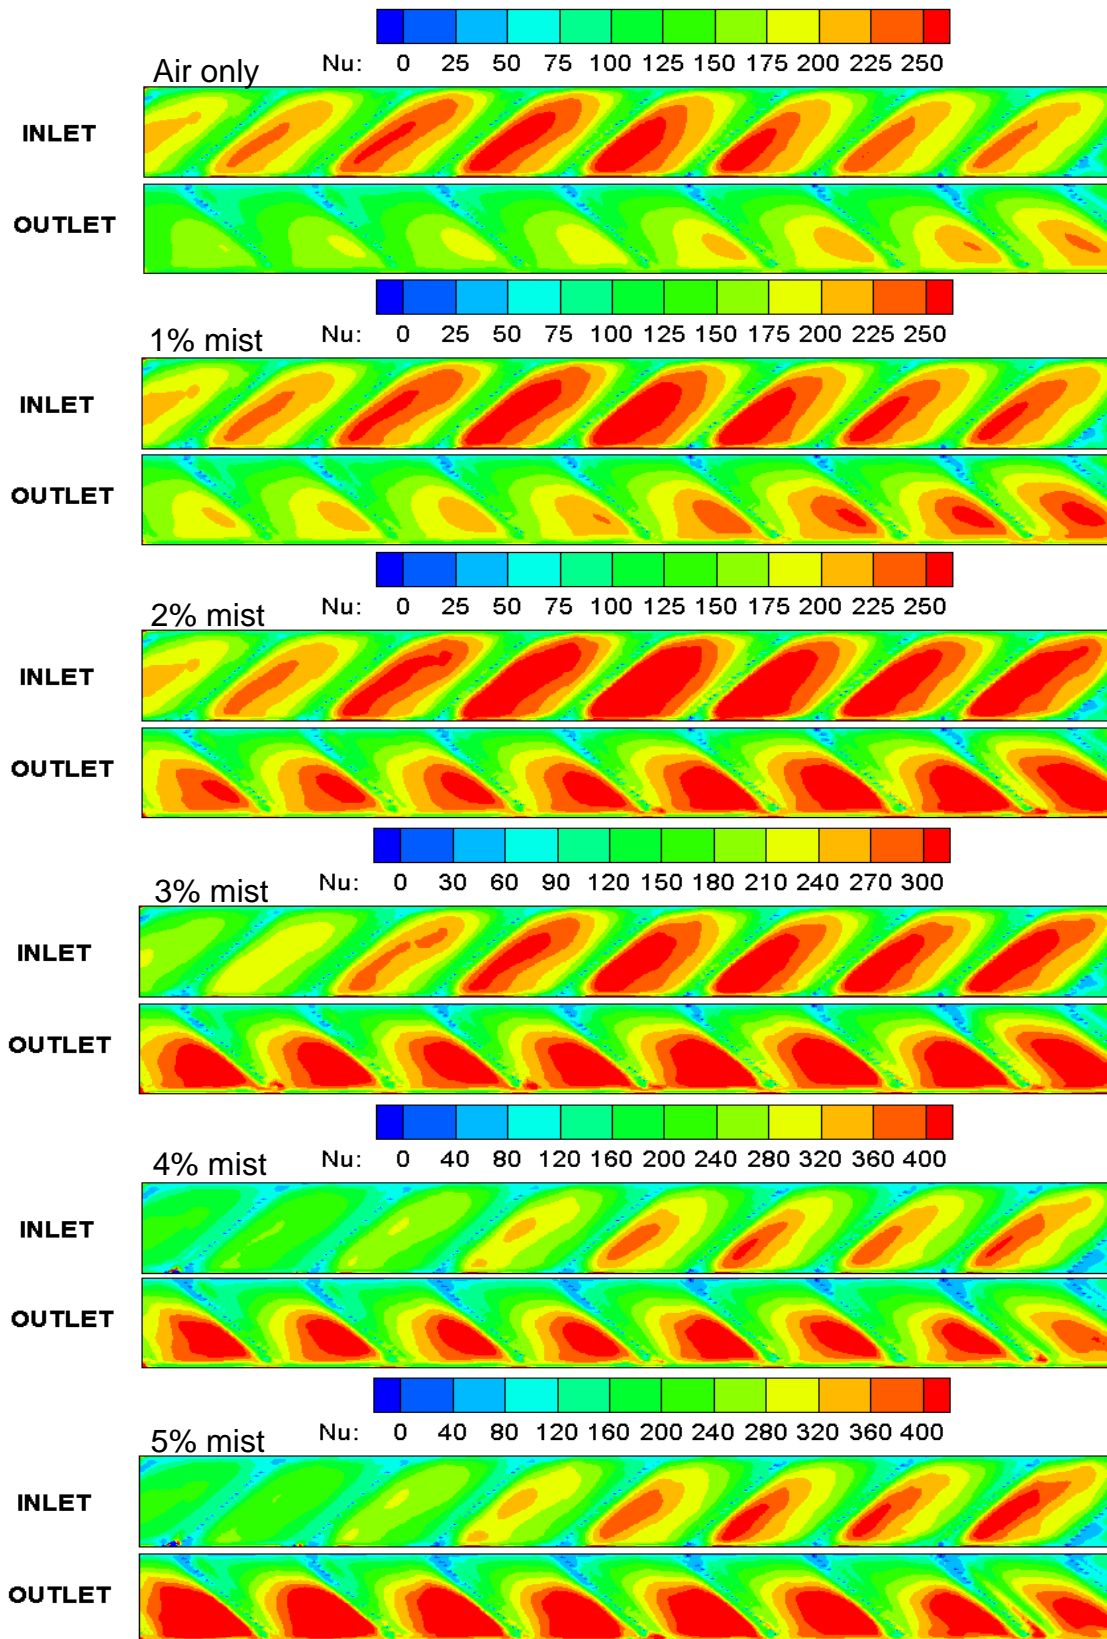 Air only
Nu: 0 25 50 75 100 125 150 175 200 225 250
INLET
OUTLET
1% mist
Nu: 0 25 50 75 100 125 150 175 200 225 250
INLET
OUTLET
2% mist
Nu: 0 25 50 75 100 125 150 175 200 225 250
INLET
OUTLET
3% mist
Nu: 0 30 60 90 120 150 180 210 240 270 300
INLET
OUTLET
4% mist
Nu: 0 40 80 120 160 200 240 280 320 360 400
INLET
OUTLET
5% mist
Nu: 0 40 80 120 160 200 240 280 320 360 400
INLET
OUTLET